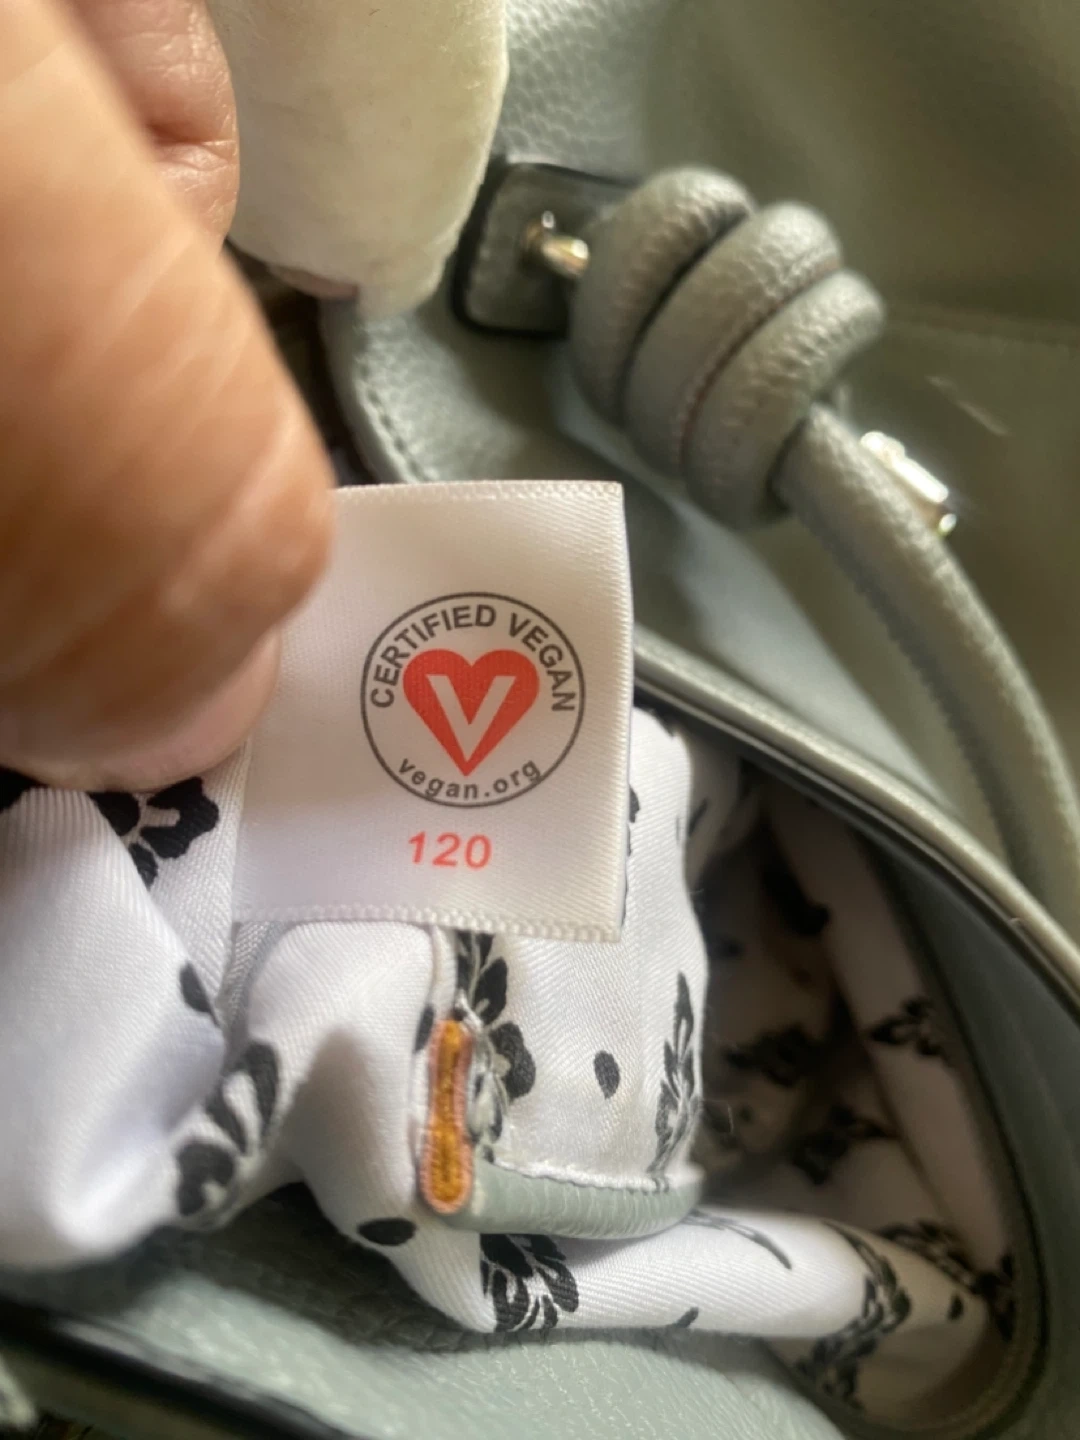 CERTIFIED VEGAN
V
vegan.org
120